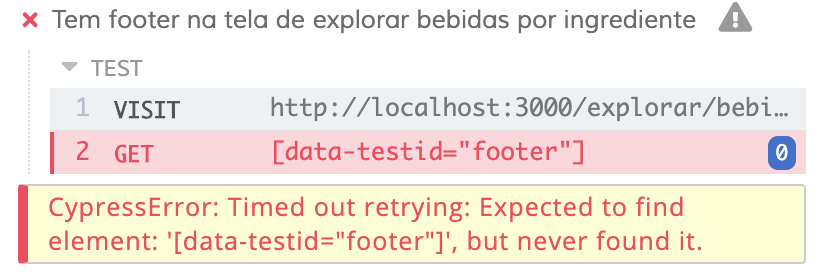 Tem footer na tela de explorar bebidas por ingrediente
TEST
1 VISIT http://localhost:3000/explorar/bebi…
2 GET [data-testid="footer"] 0
CypressError: Timed out retrying: Expected to find
element: '[data-testid="footer"]', but never found it.